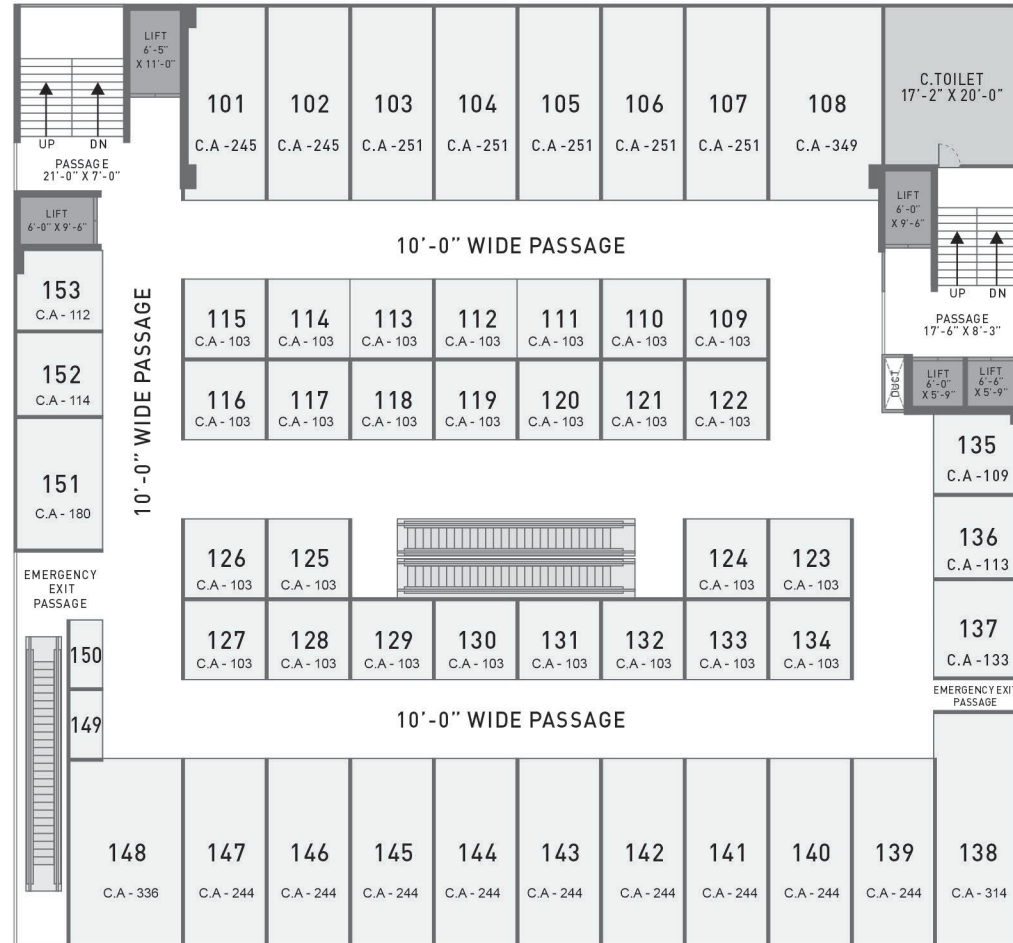 LIFT
6'-5"
X 11'-0"
UP DN
PASSAGE
21'-0" X 7'-0"
101
C.A -245
102
C.A -245
103
C.A -251
104
C.A -251
105
C.A -251
106
C.A -251
107
C.A -251
108
C.A -349
C.TOILET
17'-2" X 20'-0"
LIFT
6'-0" X 9'-6"
LIFT
6'-0"
X 9'-6"
10'-0" WIDE PASSAGE
UP DN
PASSAGE
17'-6" X 8'-3"
DUCT
LIFT
6'-0"
X 5'-9"
LIFT
6'-6"
X 5'-9"
153
C.A - 112
152
C.A - 114
151
C.A - 180
10'-0" WIDE PASSAGE
115
C.A - 103
114
C.A - 103
113
C.A - 103
112
C.A - 103
111
C.A - 103
110
C.A - 103
109
C.A - 103
116
C.A - 103
117
C.A - 103
118
C.A - 103
119
C.A - 103
120
C.A - 103
121
C.A - 103
122
C.A - 103
135
C.A -109
136
C.A -113
137
C.A -133
126
C.A - 103
125
C.A - 103
124
C.A - 103
123
C.A - 103
127
C.A - 103
128
C.A - 103
129
C.A - 103
130
C.A - 103
131
C.A - 103
132
C.A - 103
133
C.A - 103
134
C.A - 103
EMERGENCY
EXIT
PASSAGE
150
149
EMERGENCY EXI
PASSAGE
10'-0" WIDE PASSAGE
148
C.A - 336
147
C.A - 244
146
C.A - 244
145
C.A - 244
144
C.A - 244
143
C.A - 244
142
C.A - 244
141
C.A - 244
140
C.A - 244
139
C.A - 244
138
C.A - 314